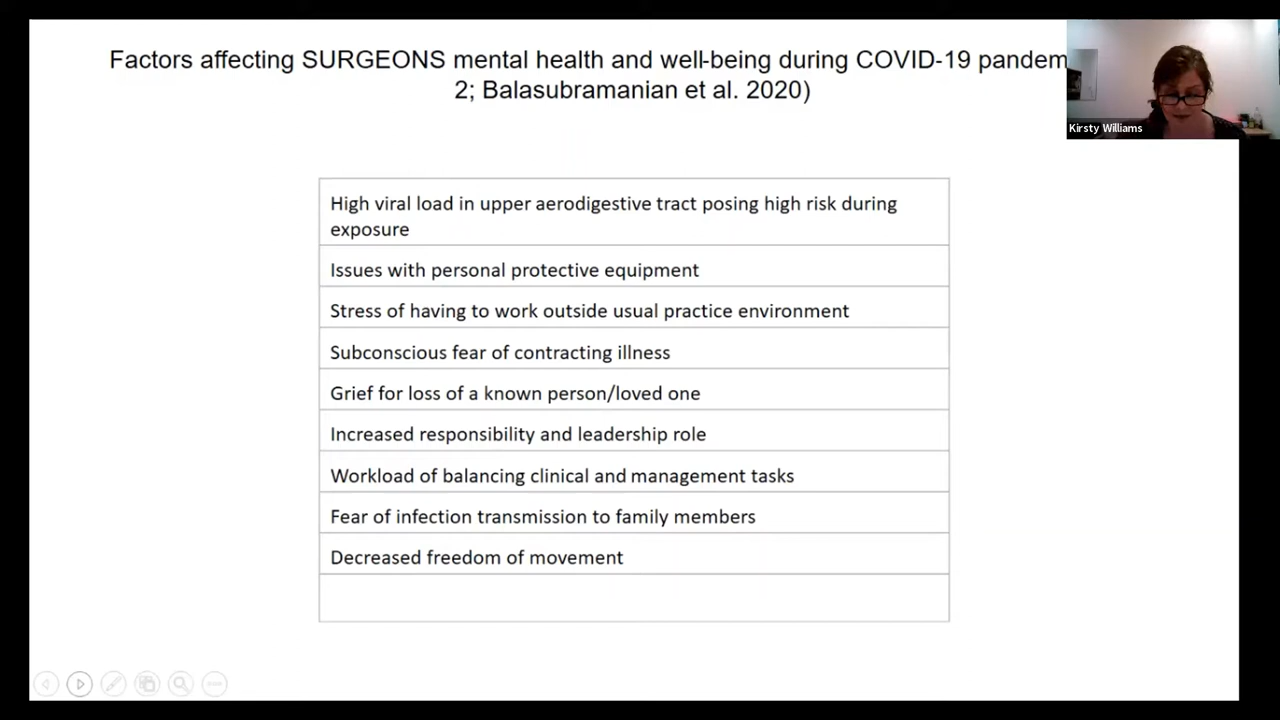 Factors affecting SURGEONS mental health and well-being during COVID-19 pandem
2; Balasubramanian et al. 2020)
Kirsty Williams
High viral load in upper aerodigestive tract posing high risk during
exposure
Issues with personal protective equipment
Stress of having to work outside usual practice environment
Subconscious fear of contracting illness
Grief for loss of a known person/loved one
Increased responsibility and leadership role
Workload of balancing clinical and management tasks
Fear of infection transmission to family members
Decreased freedom of movement